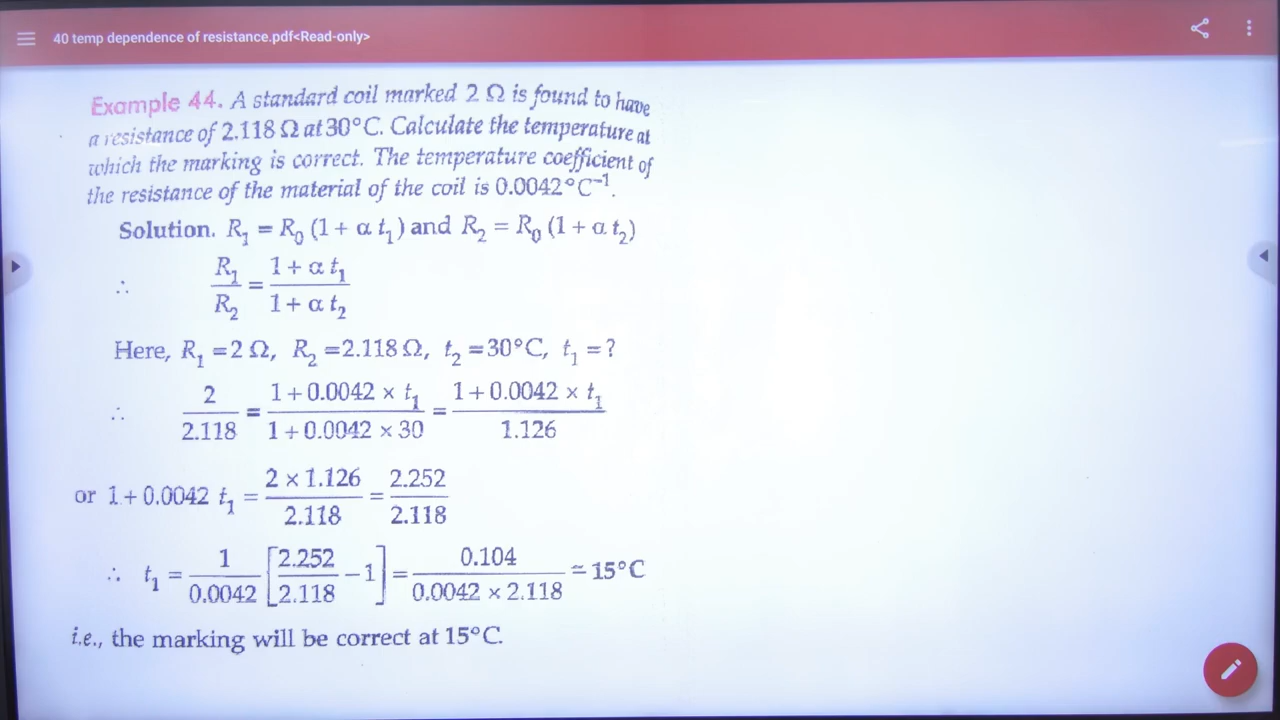 40 temp dependence of resistance.pdf<Read-only>
Example 44. A standard coil marked 2 Ω is found to have
a resistance of 2.118 Ω at 30°C. Calculate the temperature at
which the marking is correct. The temperature coefficient of
the resistance of the material of the coil is 0.0042°C⁻¹.
Solution. R₁ = R₀ (1 + α t₁) and R₂ = R₀ (1 + α t₂)
∴ R₁/R₂ = (1 + α t₁)/(1 + α t₂)
Here, R₁ = 2 Ω, R₂ = 2.118 Ω, t₂ = 30°C, t₁ = ?
∴ 2/2.118 = (1 + 0.0042 × t₁)/(1 + 0.0042 × 30) = (1 + 0.0042 × t₁)/1.126
or 1 + 0.0042 t₁ = (2 × 1.126)/2.118 = 2.252/2.118
∴ t₁ = 1/0.0042 [2.252/2.118 − 1] = 0.104/(0.0042 × 2.118) = 15°C
i.e., the marking will be correct at 15°C.